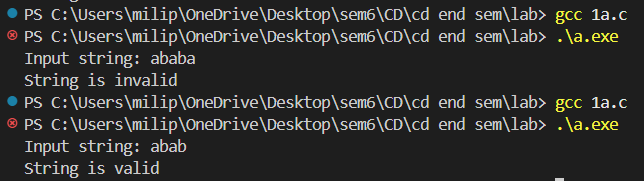 PS C:\Users\milip\OneDrive\Desktop\sem6\CD\cd end sem\lab> gcc 1a.c
PS C:\Users\milip\OneDrive\Desktop\sem6\CD\cd end sem\lab> .\a.exe
Input string: ababa
String is invalid
PS C:\Users\milip\OneDrive\Desktop\sem6\CD\cd end sem\lab> gcc 1a.c
PS C:\Users\milip\OneDrive\Desktop\sem6\CD\cd end sem\lab> .\a.exe
Input string: abab
String is valid